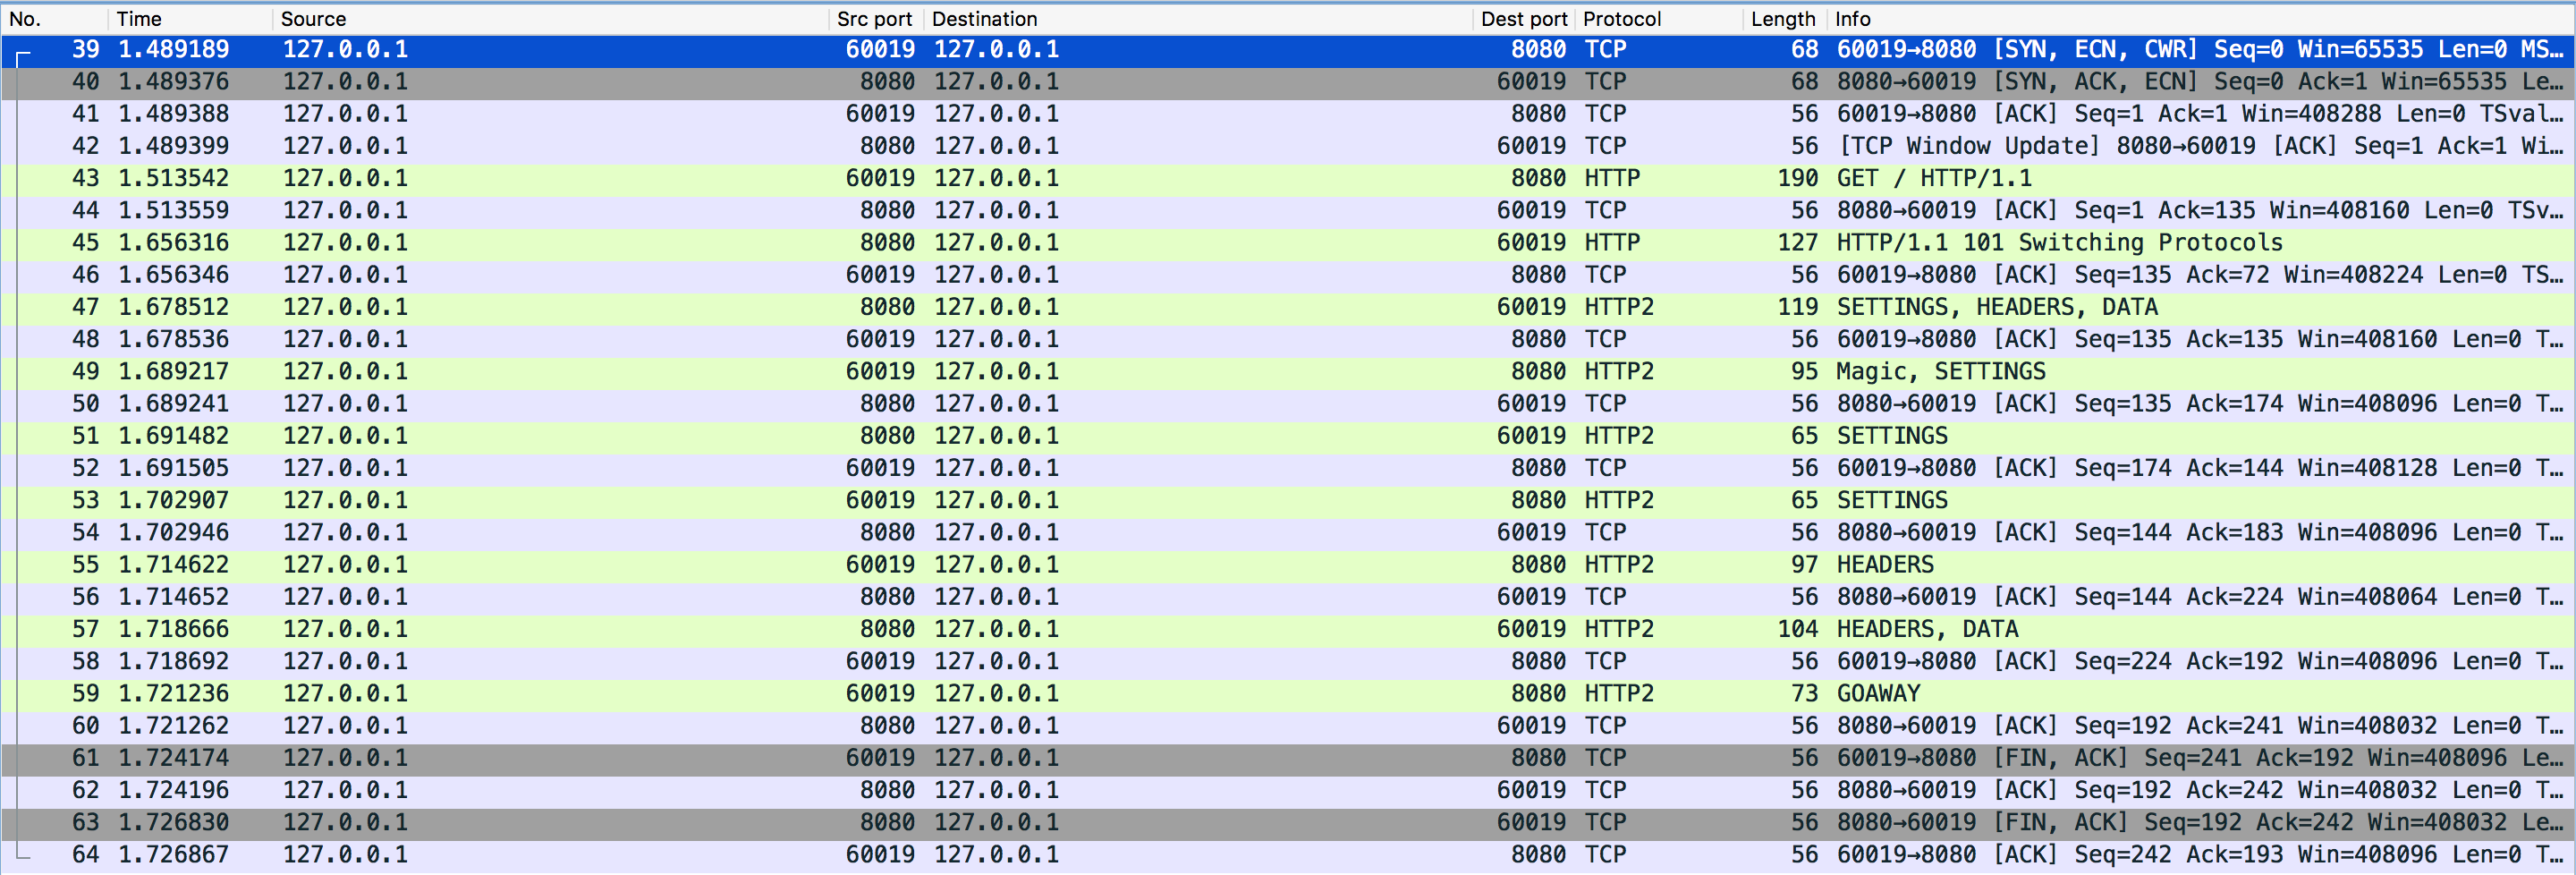 No. Time Source Src port Destination Dest port Protocol Length Info
39 1.489189 127.0.0.1 60019 127.0.0.1 8080 TCP 68 60019→8080 [SYN, ECN, CWR] Seq=0 Win=65535 Len=0 MS…
40 1.489376 127.0.0.1 8080 127.0.0.1 60019 TCP 68 8080→60019 [SYN, ACK, ECN] Seq=0 Ack=1 Win=65535 Le…
41 1.489388 127.0.0.1 60019 127.0.0.1 8080 TCP 56 60019→8080 [ACK] Seq=1 Ack=1 Win=408288 Len=0 TSval…
42 1.489399 127.0.0.1 8080 127.0.0.1 60019 TCP 56 [TCP Window Update] 8080→60019 [ACK] Seq=1 Ack=1 Wi…
43 1.513542 127.0.0.1 60019 127.0.0.1 8080 HTTP 190 GET / HTTP/1.1
44 1.513559 127.0.0.1 8080 127.0.0.1 60019 TCP 56 8080→60019 [ACK] Seq=1 Ack=135 Win=408160 Len=0 TSv…
45 1.656316 127.0.0.1 8080 127.0.0.1 60019 HTTP 127 HTTP/1.1 101 Switching Protocols
46 1.656346 127.0.0.1 60019 127.0.0.1 8080 TCP 56 60019→8080 [ACK] Seq=135 Ack=72 Win=408224 Len=0 TS…
47 1.678512 127.0.0.1 8080 127.0.0.1 60019 HTTP2 119 SETTINGS, HEADERS, DATA
48 1.678536 127.0.0.1 60019 127.0.0.1 8080 TCP 56 60019→8080 [ACK] Seq=135 Ack=135 Win=408160 Len=0 T…
49 1.689217 127.0.0.1 60019 127.0.0.1 8080 HTTP2 95 Magic, SETTINGS
50 1.689241 127.0.0.1 8080 127.0.0.1 60019 TCP 56 8080→60019 [ACK] Seq=135 Ack=174 Win=408096 Len=0 T…
51 1.691482 127.0.0.1 8080 127.0.0.1 60019 HTTP2 65 SETTINGS
52 1.691505 127.0.0.1 60019 127.0.0.1 8080 TCP 56 60019→8080 [ACK] Seq=174 Ack=144 Win=408128 Len=0 T…
53 1.702907 127.0.0.1 60019 127.0.0.1 8080 HTTP2 65 SETTINGS
54 1.702946 127.0.0.1 8080 127.0.0.1 60019 TCP 56 8080→60019 [ACK] Seq=144 Ack=183 Win=408096 Len=0 T…
55 1.714622 127.0.0.1 60019 127.0.0.1 8080 HTTP2 97 HEADERS
56 1.714652 127.0.0.1 8080 127.0.0.1 60019 TCP 56 8080→60019 [ACK] Seq=144 Ack=224 Win=408064 Len=0 T…
57 1.718666 127.0.0.1 8080 127.0.0.1 60019 HTTP2 104 HEADERS, DATA
58 1.718692 127.0.0.1 60019 127.0.0.1 8080 TCP 56 60019→8080 [ACK] Seq=224 Ack=192 Win=408096 Len=0 T…
59 1.721236 127.0.0.1 60019 127.0.0.1 8080 HTTP2 73 GOAWAY
60 1.721262 127.0.0.1 8080 127.0.0.1 60019 TCP 56 8080→60019 [ACK] Seq=192 Ack=241 Win=408032 Len=0 T…
61 1.724174 127.0.0.1 60019 127.0.0.1 8080 TCP 56 60019→8080 [FIN, ACK] Seq=241 Ack=192 Win=408096 Le…
62 1.724196 127.0.0.1 8080 127.0.0.1 60019 TCP 56 8080→60019 [ACK] Seq=192 Ack=242 Win=408032 Len=0 T…
63 1.726830 127.0.0.1 8080 127.0.0.1 60019 TCP 56 8080→60019 [FIN, ACK] Seq=192 Ack=242 Win=408032 Le…
64 1.726867 127.0.0.1 60019 127.0.0.1 8080 TCP 56 60019→8080 [ACK] Seq=242 Ack=193 Win=408096 Len=0 T…